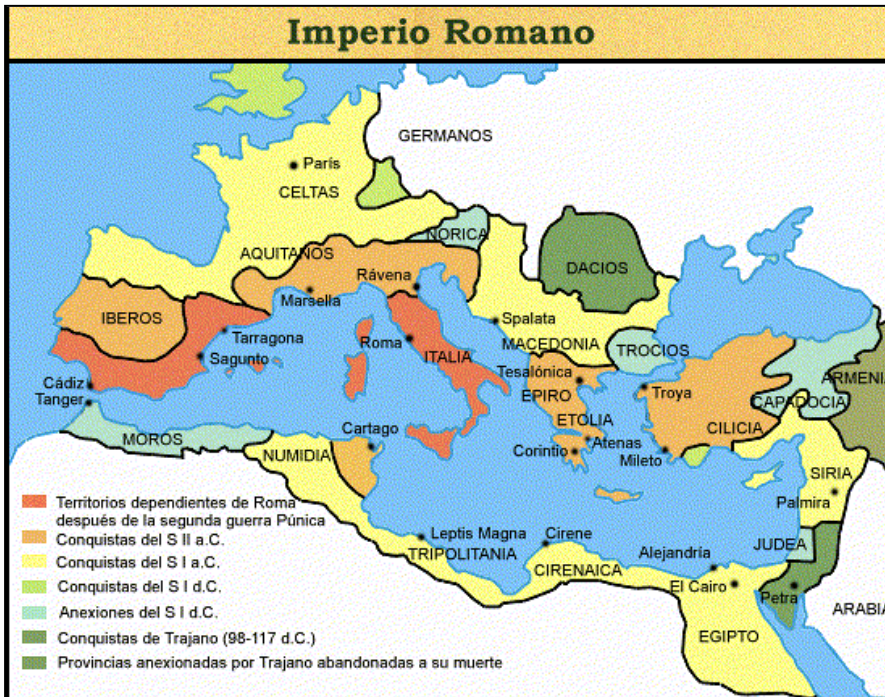 Imperio Romano
GERMANOS
París
CELTAS
NORICA
AQUITANOS
DACIOS
Rávena
Marsella
IBEROS
Spalata
Tarragona
Roma
ITALIA
MACEDONIA
TROCIOS
Sagunto
Tesalónica
ARMENIA
Cádiz
EPIRO
Troya
CAPADOCIA
Tanger
ETOLIA
CILICIA
MOROS
Cartago
NUMIDIA
Corintio
Atenas
Mileto
SIRIA
Palmira
Territorios dependientes de Roma
después de la segunda guerra Púnica
Conquistas del S II a.C.
Conquistas del S I a.C.
Conquistas del S I d.C.
Anexiones del S I d.C.
Conquistas de Trajano (98-117 d.C.)
Provincias anexionadas por Trajano abandonadas a su muerte
Leptis Magna
Cirene
TRIPOLITANIA
CIRENAICA
Alejandría
JUDEA
El Cairo
Petra
ARABIA
EGIPTO